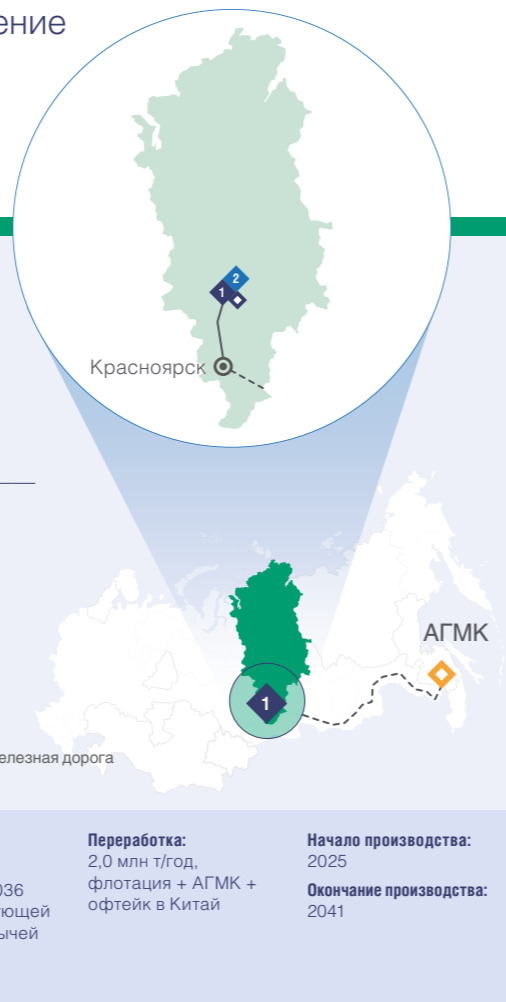 ение
2
1
Красноярск
АГМК
1
елезная дорога
036
ующей
ычей
Переработка:
2,0 млн т/год,
флотация + АГМК +
офтейк в Китай
Начало производства:
2025
Окончание производства:
2041